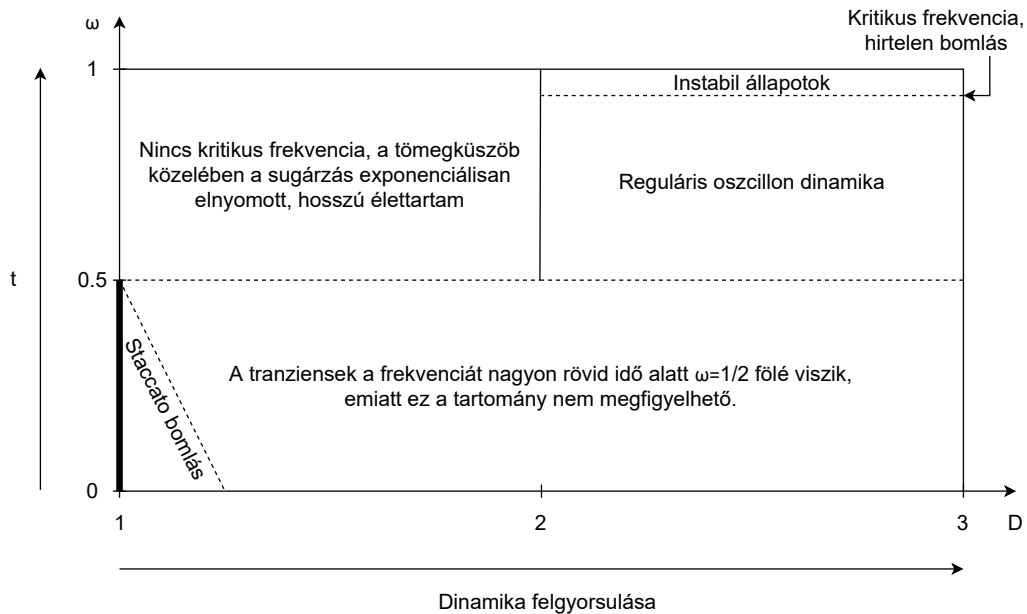 ω
Kritikus frekvencia,
hirtelen bomlás
1
Instabil állapotok
Nincs kritikus frekvencia, a tömegküszöb
közelében a sugárzás exponenciálisan
elnyomott, hosszú élettartam
Reguláris oszcillon dinamika
t
0.5
Staccato bomlás
A tranziensek a frekvenciát nagyon rövid idő alatt ω=1/2 fölé viszik,
emiatt ez a tartomány nem megfigyelhető.
0
1
2
3
D
Dinamika felgyorsulása